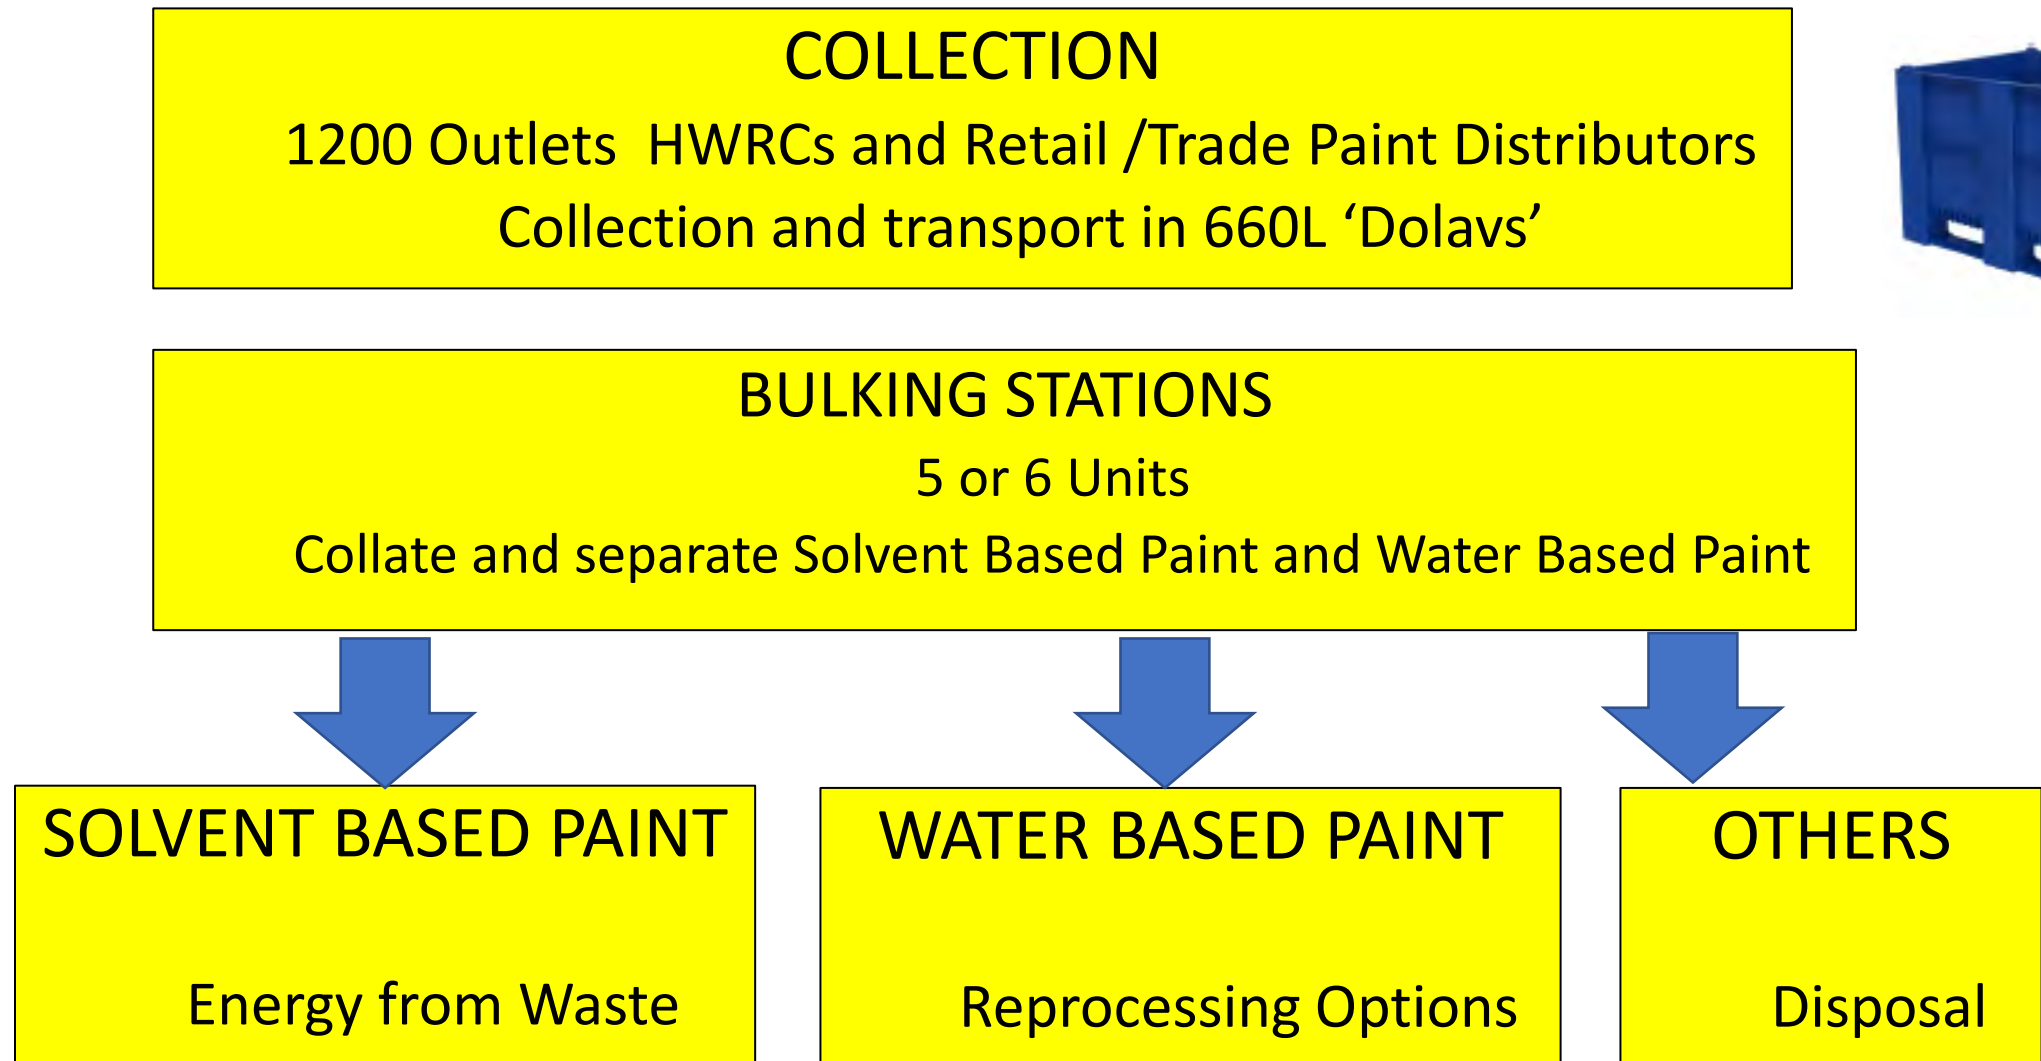 COLLECTION
1200 Outlets  HWRCs and Retail /Trade Paint Distributors
Collection and transport in 660L ‘Dolavs’
BULKING STATIONS
5 or 6 Units
Collate and separate Solvent Based Paint and Water Based Paint
SOLVENT BASED PAINT
Energy from Waste
WATER BASED PAINT
Reprocessing Options
OTHERS
Disposal